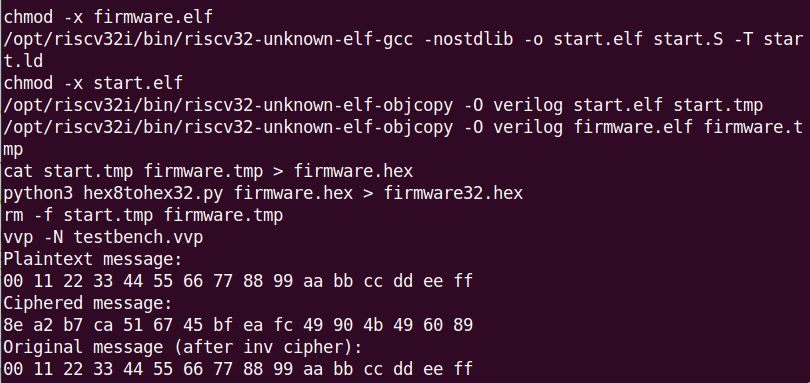 chmod -x firmware.elf
/opt/riscv32i/bin/riscv32-unknown-elf-gcc -nostdlib -o start.elf start.S -T star
t.ld
chmod -x start.elf
/opt/riscv32i/bin/riscv32-unknown-elf-objcopy -O verilog start.elf start.tmp
/opt/riscv32i/bin/riscv32-unknown-elf-objcopy -O verilog firmware.elf firmware.t
mp
cat start.tmp firmware.tmp > firmware.hex
python3 hex8tohex32.py firmware.hex > firmware32.hex
rm -f start.tmp firmware.tmp
vvp -N testbench.vvp
Plaintext message:
00 11 22 33 44 55 66 77 88 99 aa bb cc dd ee ff
Ciphered message:
8e a2 b7 ca 51 67 45 bf ea fc 49 90 4b 49 60 89
Original message (after inv cipher):
00 11 22 33 44 55 66 77 88 99 aa bb cc dd ee ff